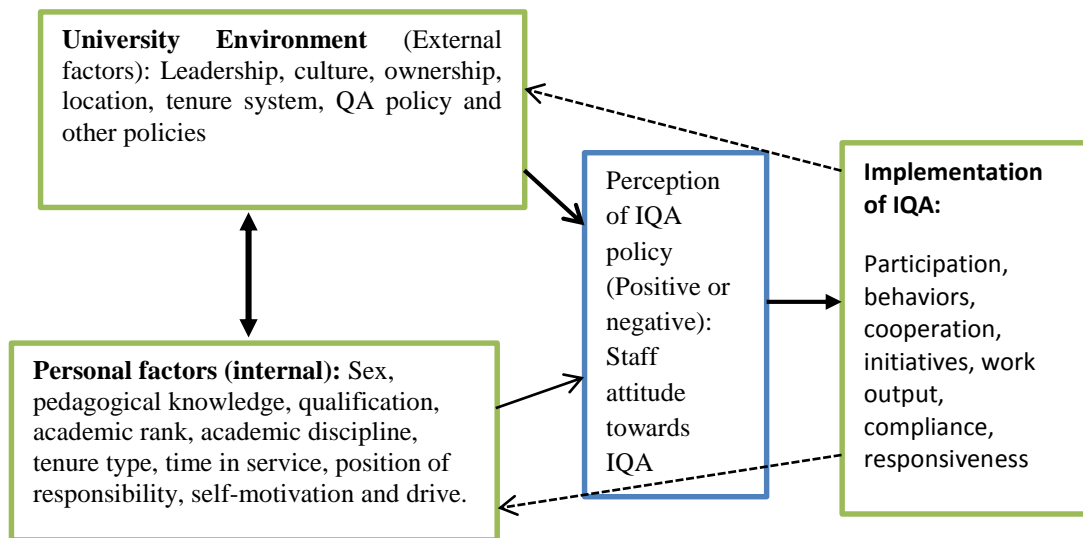 University Environment (External
factors): Leadership, culture, ownership,
location, tenure system, QA policy and
other policies
Personal factors (internal): Sex,
pedagogical knowledge, qualification,
academic rank, academic discipline,
tenure type, time in service, position of
responsibility, self-motivation and drive.
Perception
of IQA
policy
(Positive or
negative):
Staff
attitude
towards
IQA
Implementation
of IQA:
Participation,
behaviors,
cooperation,
initiatives, work
output,
compliance,
responsiveness